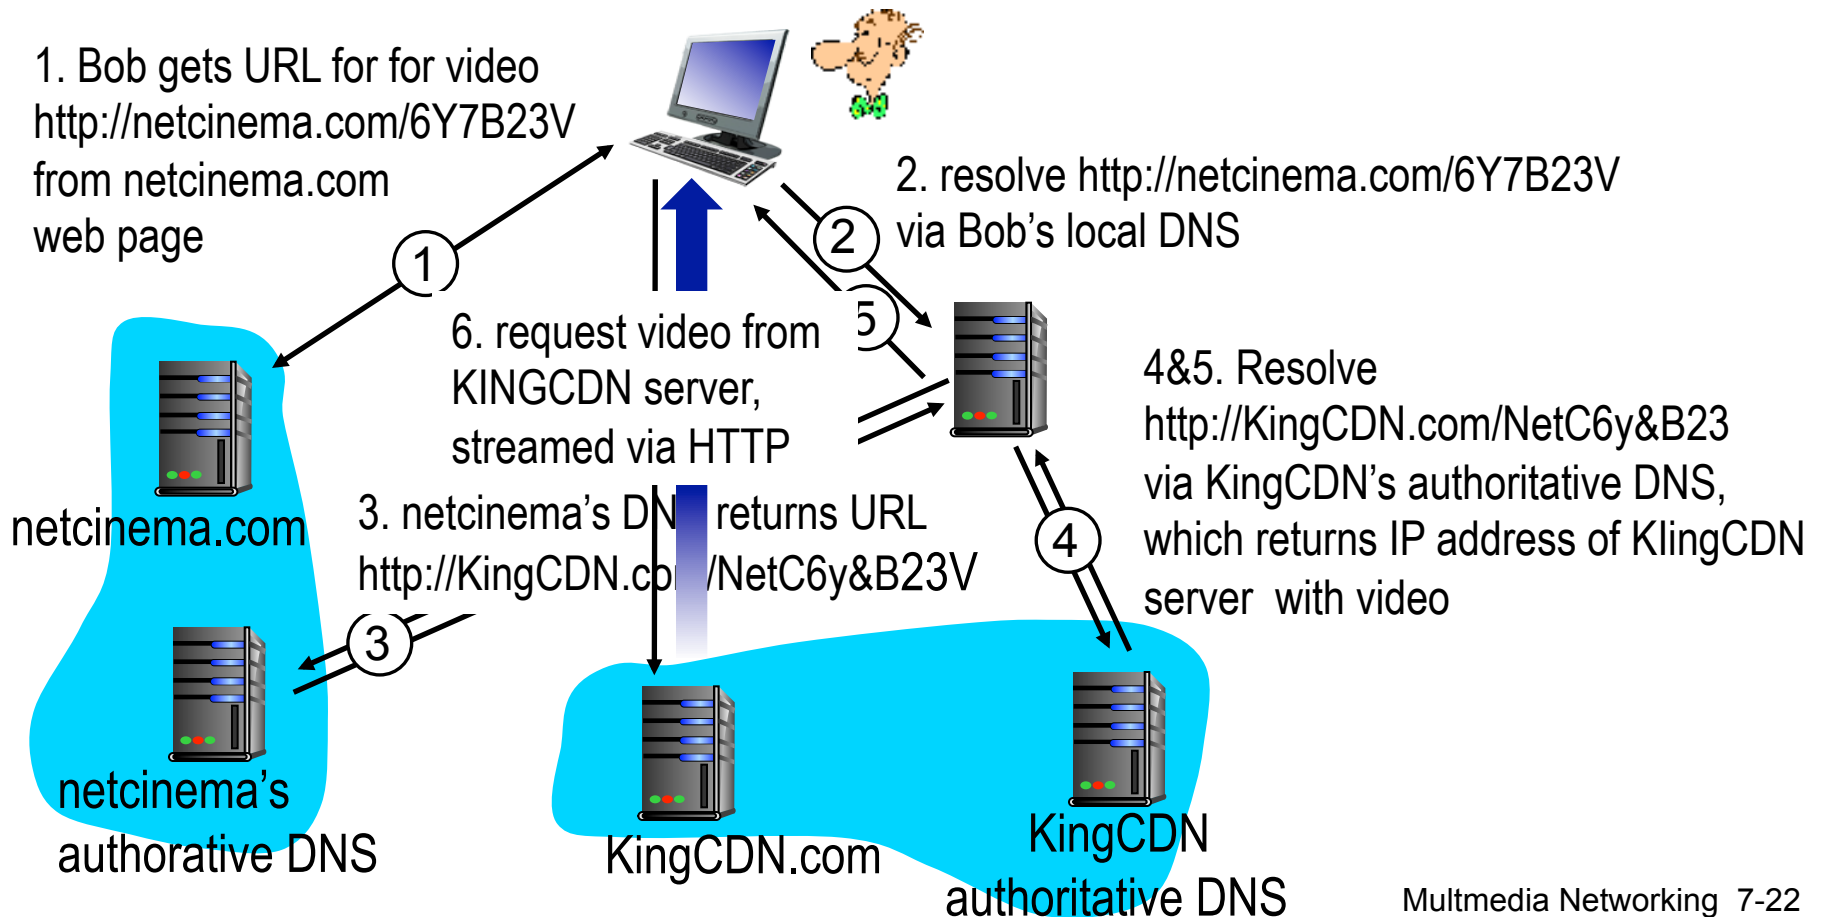 1. Bob gets URL for for video
http://netcinema.com/6Y7B23V
from netcinema.com
web page
2. resolve http://netcinema.com/6Y7B23V
via Bob's local DNS
1
2
5
6. request video from
KINGCDN server,
streamed via HTTP
4&5. Resolve
http://KingCDN.com/NetC6y&B23
via KingCDN's authoritative DNS,
which returns IP address of KIingCDN
server with video
netcinema.com
3. netcinema's DN returns URL
http://KingCDN.co /NetC6y&B23V
4
3
netcinema's
authorative DNS
KingCDN.com
KingCDN
authoritative DNS
Multmedia Networking 7-22